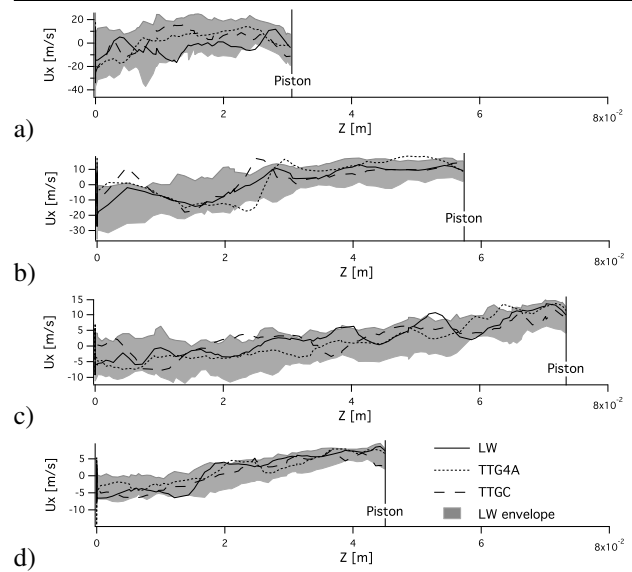 20
0
-20
-40
Ux [m/s]
Piston
0
2
4
6
8x10-2
Z [m]
a)
10
0
-10
-20
-30
Ux [m/s]
Piston
0
2
4
6
8x10-2
Z [m]
b)
15
10
5
0
-5
-10
Ux [m/s]
Piston
0
2
4
6
8x10-2
Z [m]
c)
5
0
-5
-10
Ux [m/s]
Piston
LW
TTG4A
TTGC
LW envelope
0
2
4
6
8x10-2
Z [m]
d)